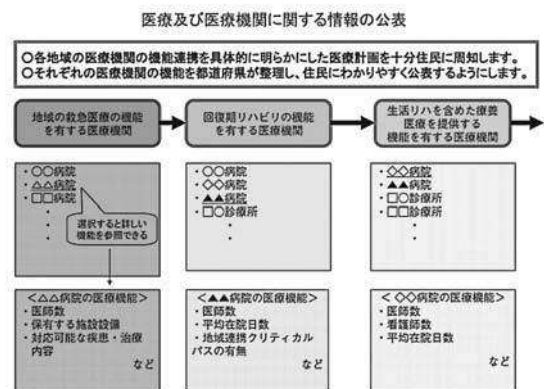 医療及び医療機関に関する情報の公表
○各地域の医療機関の機能連携を具体的に明らかにした医療計画を十分住民に周知します。
○それぞれの医療機関の機能を都道府県が整理し、住民にわかりやすく公表するようにします。
地域の救急医療の機能
を有する医療機関
回復期リハビリの機能
を有する医療機関
生活リハを含めた療養
医療を提供する
機能を有する医療機関
・○○病院
・△△病院
・□□病院
・
・
・
選択すると詳しい
機能を参照できる
・○○病院
・◇◇病院
・▲▲病院
・□○診療所
・
・
・◇◇病院
・▲▲病院
・□○診療所
・□□診療所
・
・
<△△病院の医療機能>
・医師数
・保有する施設設備
・対応可能な疾患・治療
内容
など
<▲▲病院の医療機能>
・医師数
・平均在院日数
・地域連携クリティカル
パスの有無
など
<◇◇病院の医療機能>
・医師数
・看護師数
・平均在院日数
など